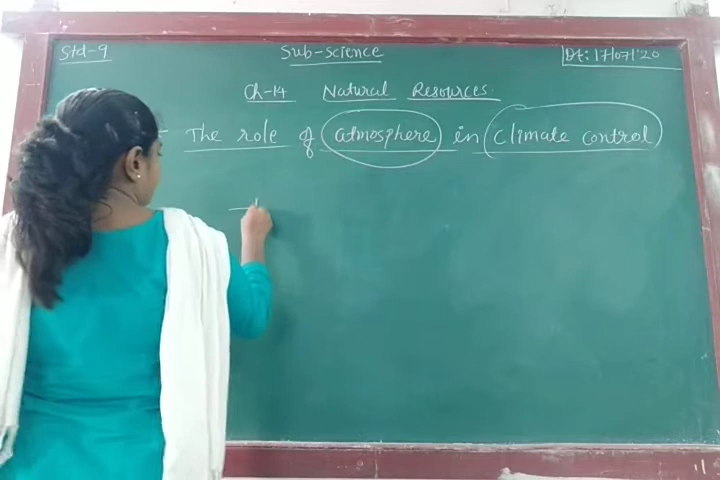 Std-9
Sub-science
Dt: 17/07/'20
Ch-14 Natural Resources.
- The role of atmosphere in climate control